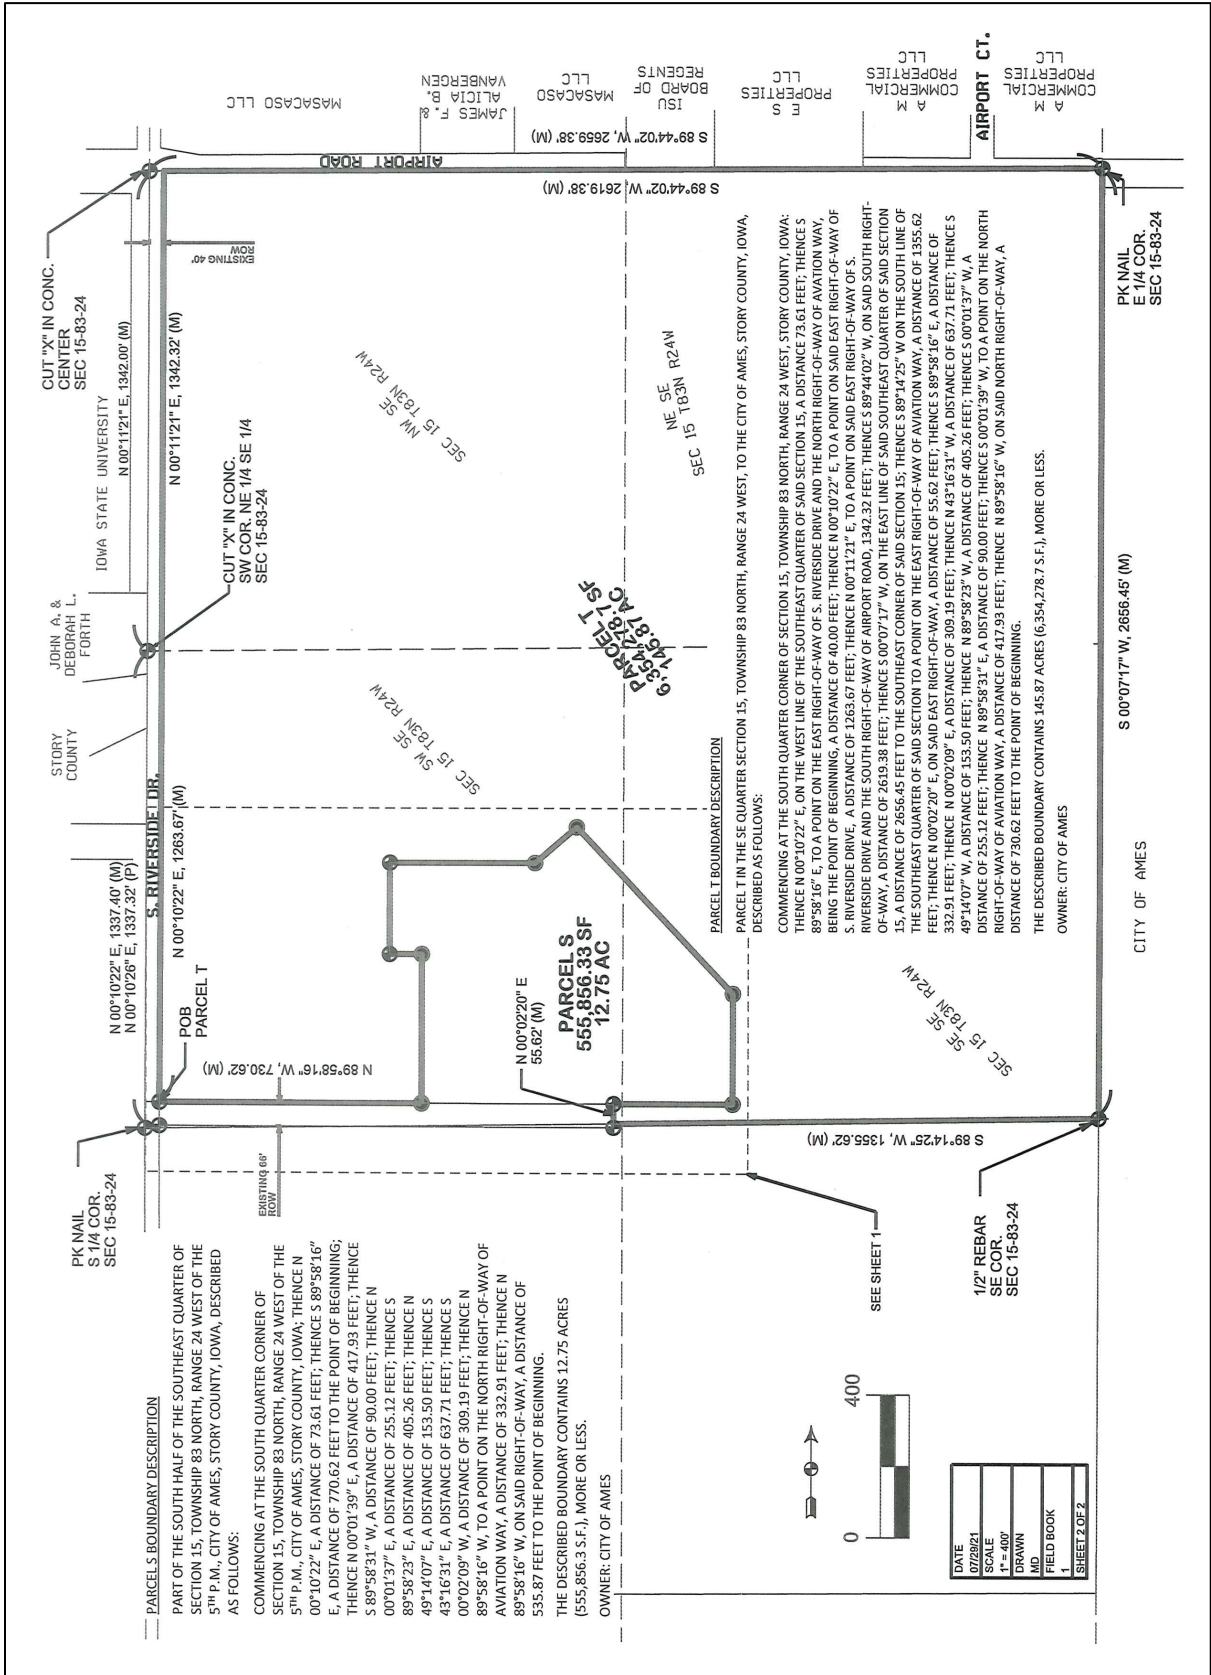 PARCEL S BOUNDARY DESCRIPTION
PART OF THE SOUTH HALF OF THE SOUTHEAST QUARTER OF
SECTION 15, TOWNSHIP 83 NORTH, RANGE 24 WEST OF THE
5TH P.M., CITY OF AMES, STORY COUNTY, IOWA, DESCRIBED
AS FOLLOWS:
COMMENCING AT THE SOUTH QUARTER CORNER OF
SECTION 15, TOWNSHIP 83 NORTH, RANGE 24 WEST OF THE
5TH P.M., CITY OF AMES, STORY COUNTY, IOWA; THENCE N
00°10'22" E, A DISTANCE OF 73.61 FEET; THENCE S 89°58'16"
E, A DISTANCE OF 770.62 FEET TO THE POINT OF BEGINNING;
THENCE N 00°01'39" E, A DISTANCE OF 417.93 FEET; THENCE
S 89°58'31" W, A DISTANCE OF 90.00 FEET; THENCE N
00°01'37" E, A DISTANCE OF 255.12 FEET; THENCE S
89°58'23" E, A DISTANCE OF 405.26 FEET; THENCE N
49°14'07" E, A DISTANCE OF 153.50 FEET; THENCE S
43°16'31" E, A DISTANCE OF 637.71 FEET; THENCE S
00°02'09" W, A DISTANCE OF 309.19 FEET; THENCE N
89°58'16" W, TO A POINT ON THE NORTH RIGHT-OF-WAY OF
AVIATION WAY, A DISTANCE OF 332.91 FEET; THENCE N
89°58'16" W, ON SAID RIGHT-OF-WAY, A DISTANCE OF
535.87 FEET TO THE POINT OF BEGINNING.
THE DESCRIBED BOUNDARY CONTAINS 12.75 ACRES
(555,856.3 S.F.), MORE OR LESS.
OWNER: CITY OF AMES
PK NAIL
S 1/4 COR.
SEC 15-83-24
N 00°10'22" E, 1337.40' (M)
N 00°10'26" E, 1337.32' (P)
STORY
COUNTY
JOHN A. &
DEBORAH L.
FORTH
IOWA STATE UNIVERSITY
N 00°11'21" E, 1342.00' (M)
CUT "X" IN CONC.
CENTER
SEC 15-83-24
S. RIVERSIDE DR.
N 00°10'22" E, 1263.67' (M)
N 00°11'21" E, 1342.32' (M)
CUT "X" IN CONC.
SW COR. NE 1/4 SE 1/4
SEC 15-83-24
EXISTING 40'
ROW
POB
PARCEL T
EXISTING 66'
ROW
N 89°58'16" W, 730.62' (M)
SW SE
SEC 15 T83N R24W
NW SE
SEC 15 T83N R24W
AIRPORT ROAD
MASACASO LLC
JAMES F. &
ALICIA B.
VANBERGEN
MASACASO
LLC
ISU
BOARD OF
REGENTS
E S
PROPERTIES
LLC
A M
COMMERCIAL
PROPERTIES
LLC
AIRPORT CT.
A M
COMMERCIAL
PROPERTIES
LLC
S 89°44'02" W, 2659.38' (M)
S 89°44'02" W, 2619.38' (M)
N 00°02'20" E
55.62' (M)
PARCEL S
555,856.33 SF
12.75 AC
PARCEL T
6,354,278.7 SF
145.87 AC
NE SE
SEC 15 T83N R24W
PARCEL T BOUNDARY DESCRIPTION
PARCEL T IN THE SE QUARTER SECTION 15, TOWNSHIP 83 NORTH, RANGE 24 WEST, TO THE CITY OF AMES, STORY COUNTY, IOWA,
DESCRIBED AS FOLLOWS:
COMMENCING AT THE SOUTH QUARTER CORNER OF SECTION 15, TOWNSHIP 83 NORTH, RANGE 24 WEST, STORY COUNTY, IOWA:
THENCE N 00°10'22" E, ON THE WEST LINE OF THE SOUTHEAST QUARTER OF SAID SECTION 15, A DISTANCE 73.61 FEET; THENCE S
89°58'16" E, TO A POINT ON THE EAST RIGHT-OF-WAY OF S. RIVERSIDE DRIVE AND THE NORTH RIGHT-OF-WAY OF AVIATION WAY,
BEING THE POINT OF BEGINNING, A DISTANCE OF 40.00 FEET; THENCE N 00°10'22" E, TO A POINT ON SAID EAST RIGHT-OF-WAY OF
S. RIVERSIDE DRIVE, A DISTANCE OF 1263.67 FEET; THENCE N 00°11'21" E, TO A POINT ON SAID EAST RIGHT-OF-WAY OF S.
RIVERSIDE DRIVE AND THE SOUTH RIGHT-OF-WAY OF AIRPORT ROAD, 1342.32 FEET; THENCE S 89°44'02" W, ON SAID SOUTH RIGHT-
OF-WAY, A DISTANCE OF 2619.38 FEET; THENCE S 00°07'17" W, ON THE EAST LINE OF SAID SOUTHEAST QUARTER OF SAID SECTION
15, A DISTANCE OF 2656.45 FEET TO THE SOUTHEAST CORNER OF SAID SECTION 15; THENCE S 89°14'25" W ON THE SOUTH LINE OF
THE SOUTHEAST QUARTER OF SAID SECTION TO A POINT ON THE EAST RIGHT-OF-WAY OF AVIATION WAY, A DISTANCE OF 1355.62
FEET; THENCE N 00°02'20" E, ON SAID EAST RIGHT-OF-WAY, A DISTANCE OF 55.62 FEET; THENCE S 89°58'16" E, A DISTANCE OF
332.91 FEET; THENCE N 00°02'09" E, A DISTANCE OF 309.19 FEET; THENCE N 43°16'31" W, A DISTANCE OF 637.71 FEET; THENCE S
49°14'07" W, A DISTANCE OF 153.50 FEET; THENCE N 89°58'23" W, A DISTANCE OF 405.26 FEET; THENCE S 00°01'37" W, A
DISTANCE OF 255.12 FEET; THENCE N 89°58'31" E, A DISTANCE OF 90.00 FEET; THENCE S 00°01'39" W, TO A POINT ON THE NORTH
RIGHT-OF-WAY OF AVIATION WAY, A DISTANCE OF 417.93 FEET; THENCE N 89°58'16" W, ON SAID NORTH RIGHT-OF-WAY, A
DISTANCE OF 730.62 FEET TO THE POINT OF BEGINNING.
THE DESCRIBED BOUNDARY CONTAINS 145.87 ACRES (6,354,278.7 S.F.), MORE OR LESS.
OWNER: CITY OF AMES
SE SE
SEC 15 T83N R24W
S 89°14'25" W, 1355.62' (M)
SEE SHEET 1
1/2" REBAR
SE COR.
SEC 15-83-24
S 00°07'17" W, 2656.45' (M)
CITY OF AMES
PK NAIL
E 1/4 COR.
SEC 15-83-24
0
400
DATE
07/29/21
SCALE
1" = 400'
DRAWN
MD
FIELD BOOK
1
SHEET 2 OF 2